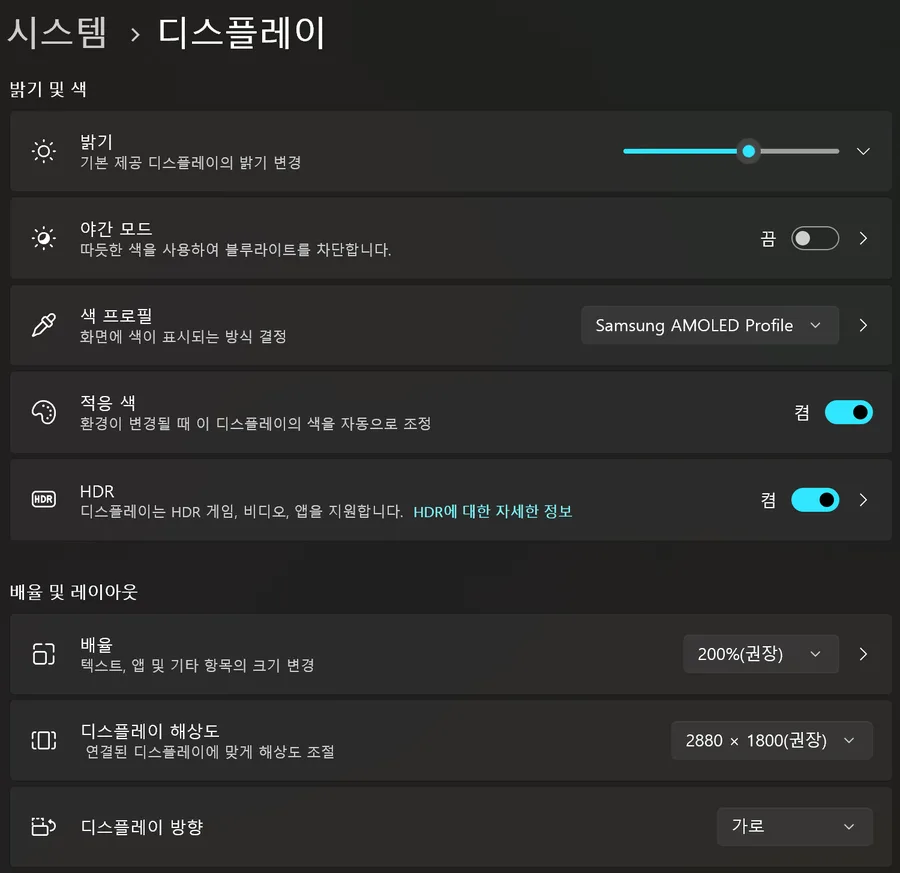 시스템 › 디스플레이
밝기 및 색
밝기
기본 제공 디스플레이의 밝기 변경
야간 모드
따듯한 색을 사용하여 블루라이트를 차단합니다.
끔
색 프로필
화면에 색이 표시되는 방식 결정
Samsung AMOLED Profile
적응 색
환경이 변경될 때 이 디스플레이의 색을 자동으로 조정
켬
HDR
HDR
디스플레이는 HDR 게임, 비디오, 앱을 지원합니다. HDR에 대한 자세한 정보
켬
배율 및 레이아웃
배율
텍스트, 앱 및 기타 항목의 크기 변경
200%(권장)
디스플레이 해상도
연결된 디스플레이에 맞게 해상도 조절
2880 × 1800(권장)
디스플레이 방향
가로